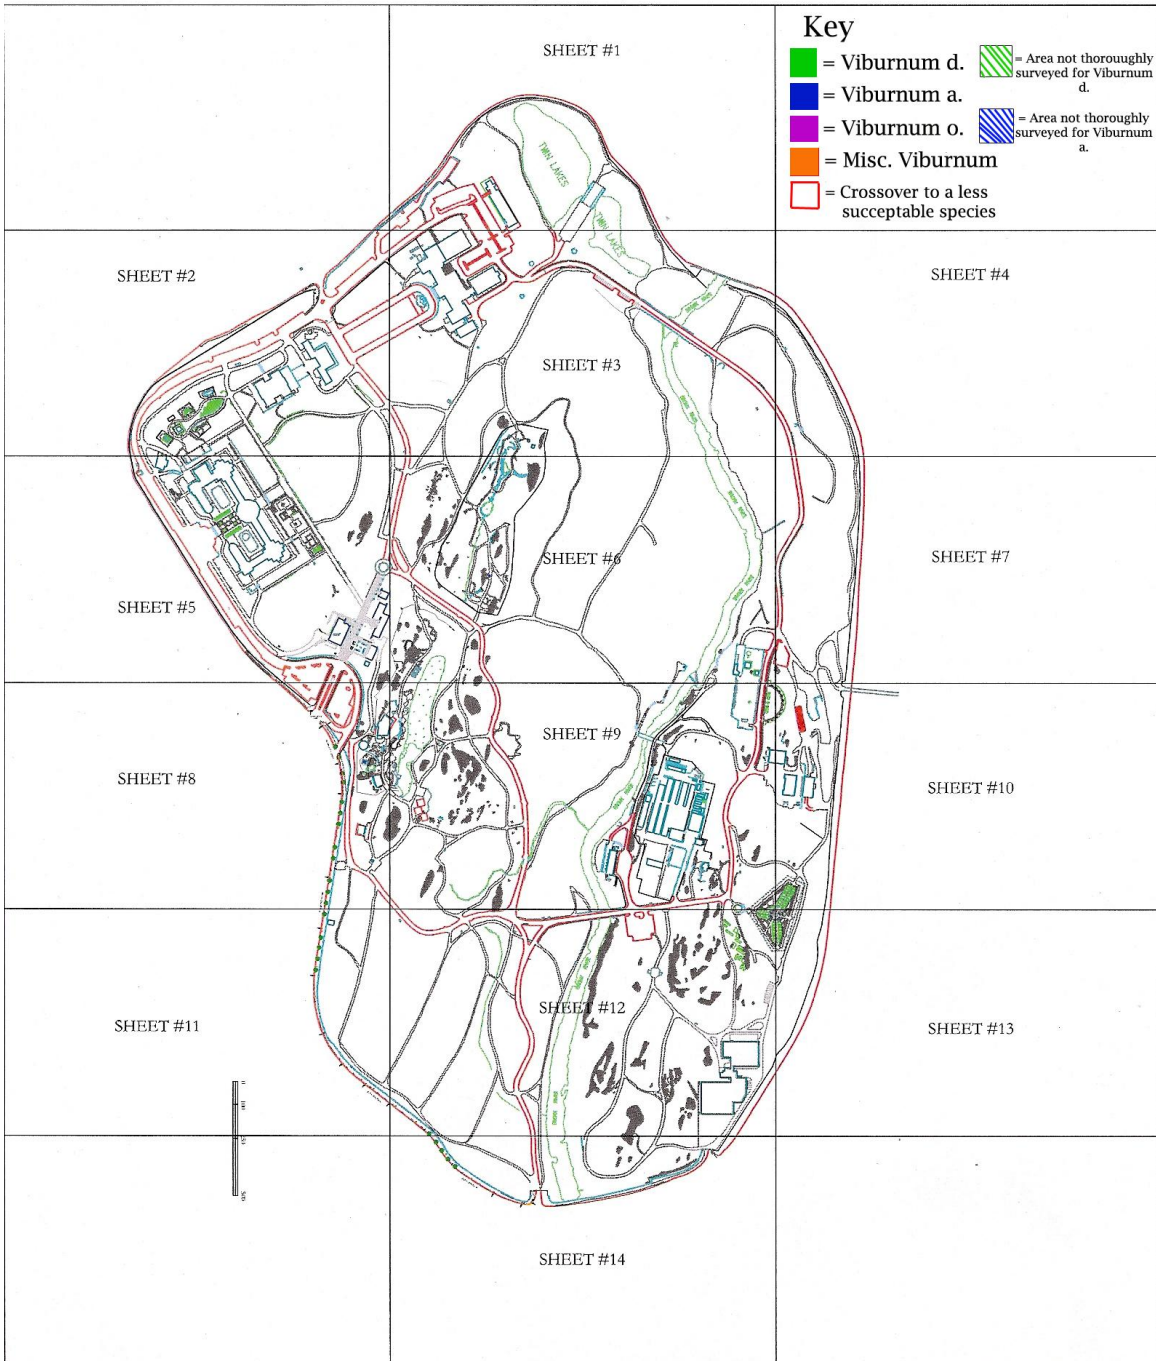 SHEET #1
Key
= Viburnum d.
= Area not thorouughly
surveyed for Viburnum
d.
= Viburnum a.
= Viburnum o.
= Area not thoroughly
surveyed for Viburnum
a.
= Misc. Viburnum
= Crossover to a less
succeptable species
TWIN LAKES
TWIN LAKES
SHEET #2
SHEET #4
SHEET #3
SHEET #6
SHEET #7
SHEET #5
SHEET #9
SHEET #8
SHEET #10
SHEET #12
SHEET #11
SHEET #13
SHEET #14